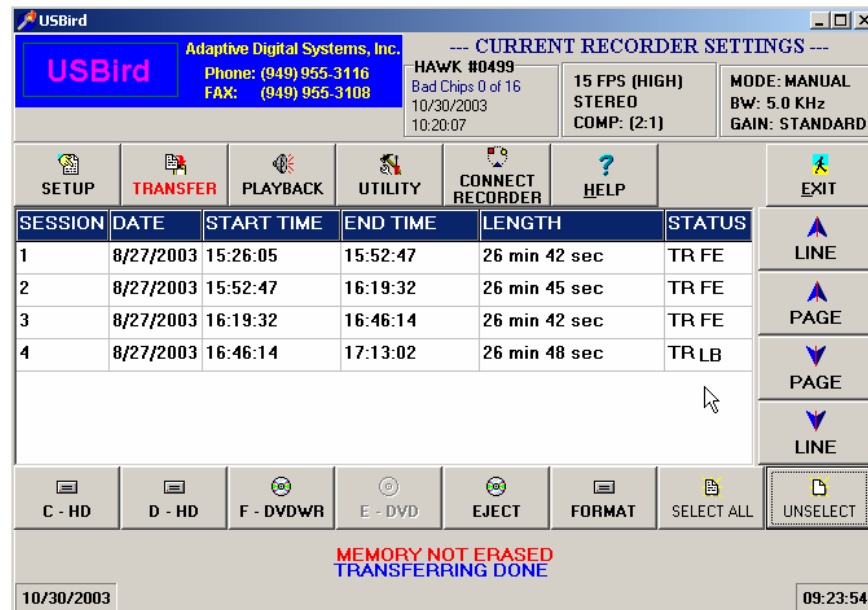 USBird
USBird
Adaptive Digital Systems, Inc.
Phone: (949) 955-3116
FAX: (949) 955-3108
--- CURRENT RECORDER SETTINGS ---
HAWK #0499
Bad Chips 0 of 16
10/30/2003
10:20:07
15 FPS (HIGH)
STEREO
COMP: (2:1)
MODE: MANUAL
BW: 5.0 KHz
GAIN: STANDARD
SETUP
TRANSFER
PLAYBACK
UTILITY
CONNECT
RECORDER
HELP
EXIT
SESSION DATE START TIME END TIME LENGTH STATUS
1 8/27/2003 15:26:05 15:52:47 26 min 42 sec TR FE
2 8/27/2003 15:52:47 16:19:32 26 min 45 sec TR FE
3 8/27/2003 16:19:32 16:46:14 26 min 42 sec TR FE
4 8/27/2003 16:46:14 17:13:02 26 min 48 sec TR LB
LINE
PAGE
PAGE
LINE
C - HD
D - HD
F - DVDWR
E - DVD
EJECT
FORMAT
SELECT ALL
UNSELECT
MEMORY NOT ERASED
TRANSFERRING DONE
10/30/2003
09:23:54